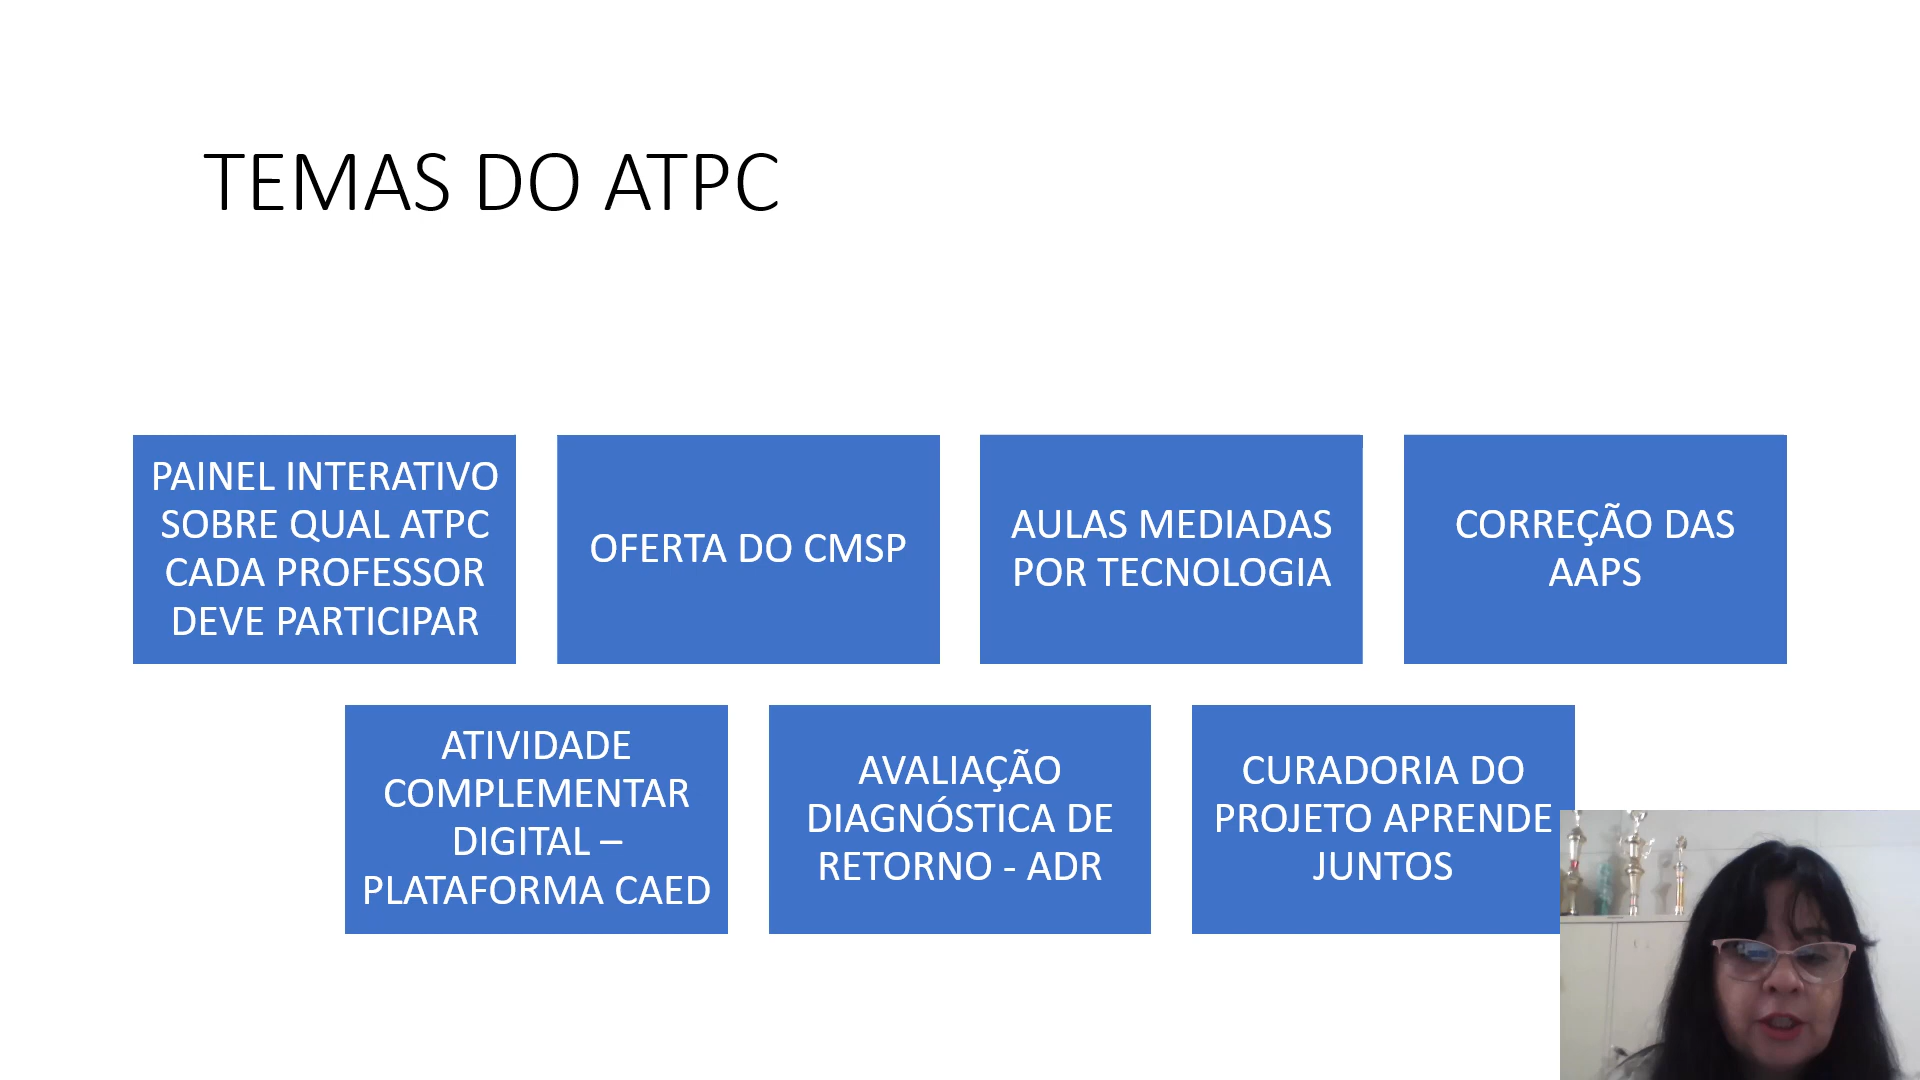 TEMAS DO ATPC
PAINEL INTERATIVO
SOBRE QUAL ATPC
CADA PROFESSOR
DEVE PARTICIPAR
OFERTA DO CMSP
AULAS MEDIADAS
POR TECNOLOGIA
CORREÇÃO DAS
AAPS
ATIVIDADE
COMPLEMENTAR
DIGITAL –
PLATAFORMA CAED
AVALIAÇÃO
DIAGNÓSTICA DE
RETORNO - ADR
CURADORIA DO
PROJETO APRENDE
JUNTOS